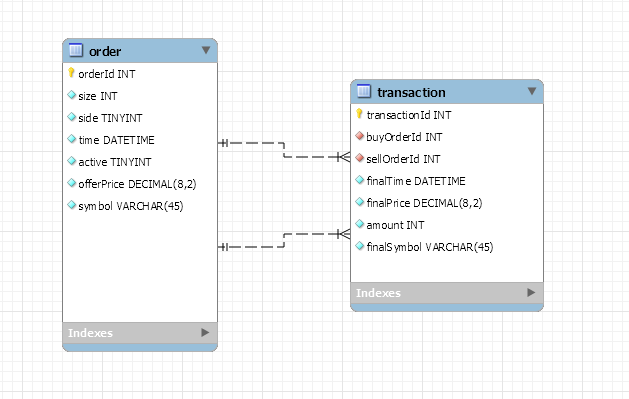 order
orderId INT
size INT
side TINYINT
time DATETIME
active TINYINT
offerPrice DECIMAL(8,2)
symbol VARCHAR(45)
Indexes
transaction
transactionId INT
buyOrderId INT
sellOrderId INT
finalTime DATETIME
finalPrice DECIMAL(8,2)
amount INT
finalSymbol VARCHAR(45)
Indexes